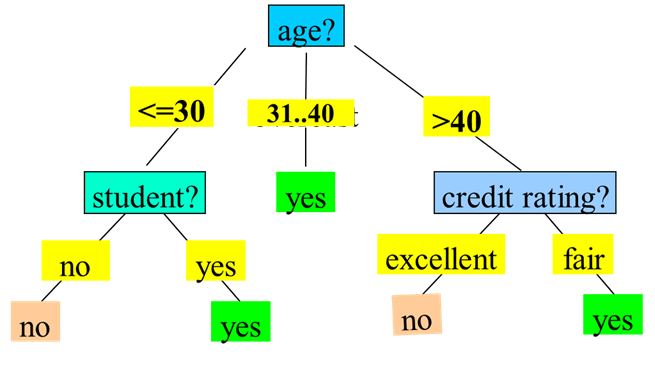 age?
<=30
31..40
>40
student?
yes
credit rating?
no
yes
excellent
fair
no
yes
no
yes